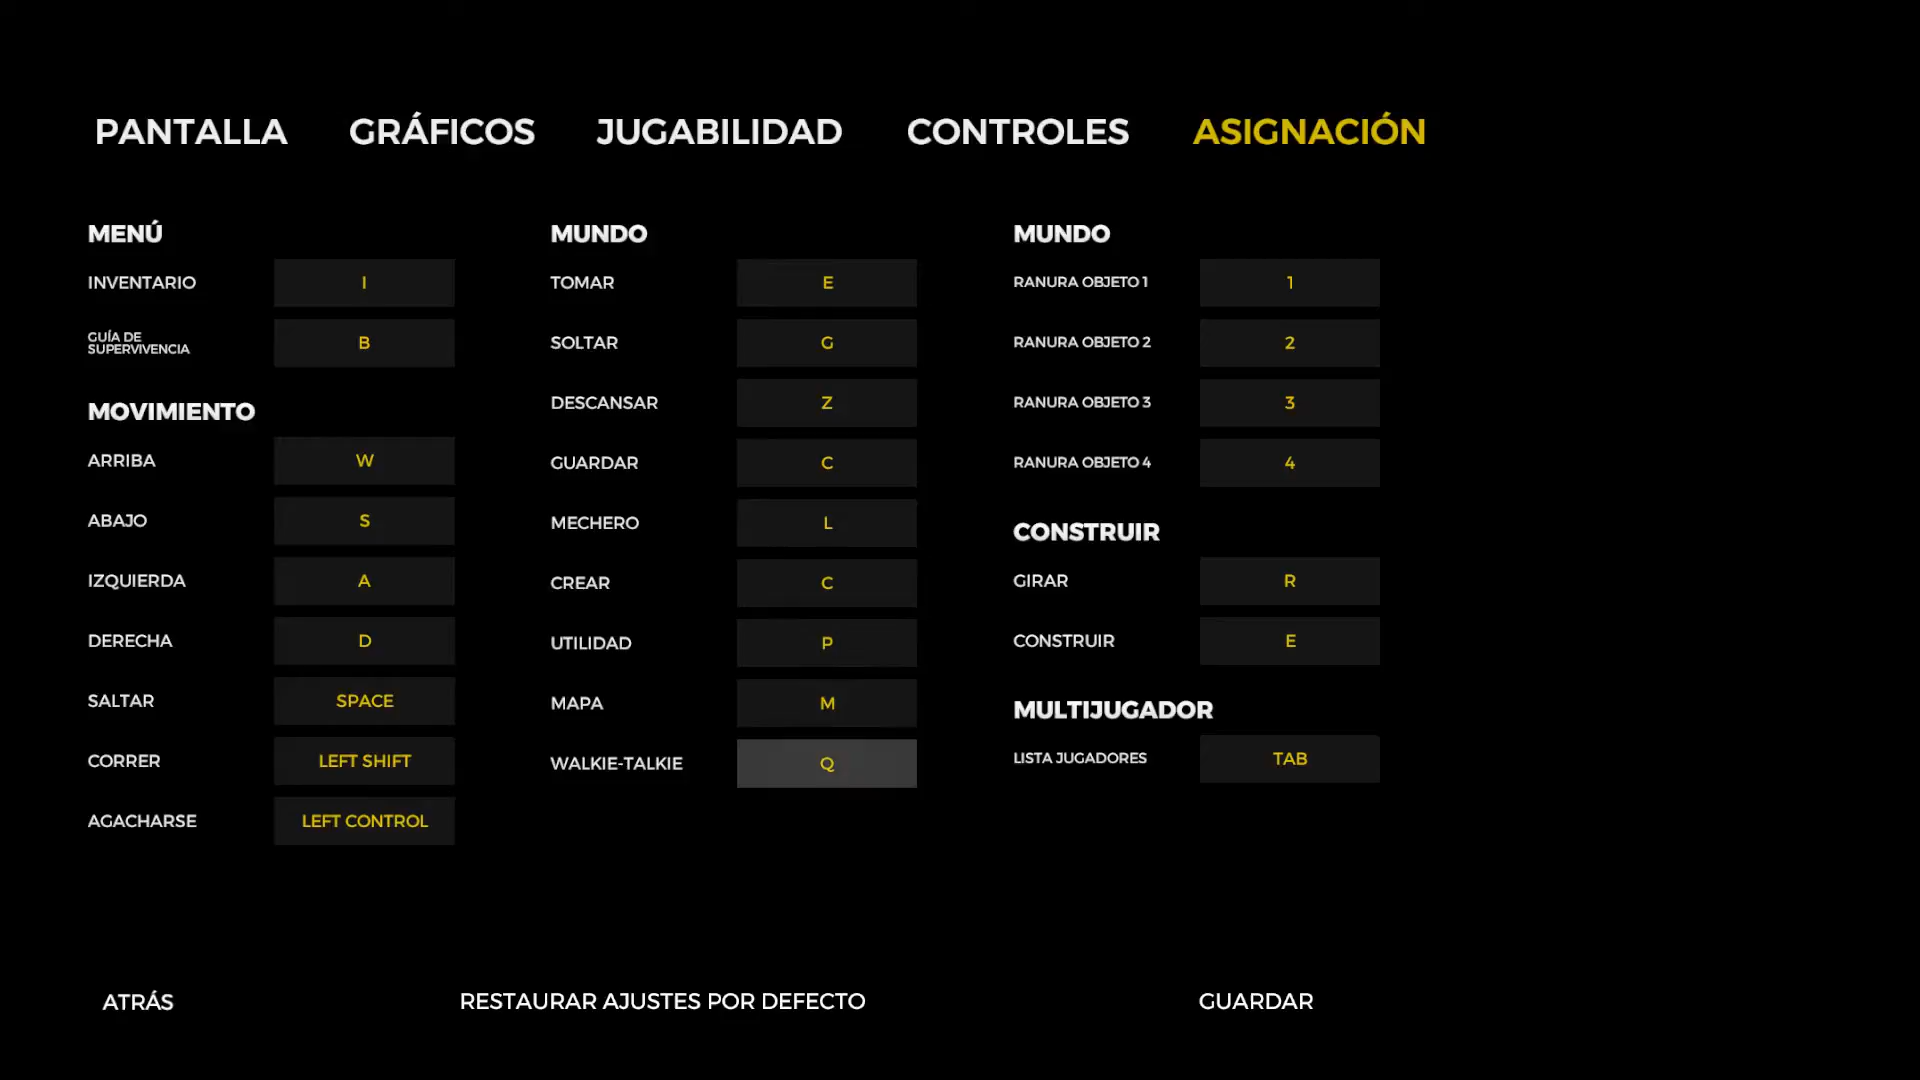 PANTALLA GRÁFICOS JUGABILIDAD CONTROLES ASIGNACIÓN
MENÚ
INVENTARIO I
GUÍA DE
SUPERVIVENCIA B
MOVIMIENTO
ARRIBA W
ABAJO S
IZQUIERDA A
DERECHA D
SALTAR SPACE
CORRER LEFT SHIFT
AGACHARSE LEFT CONTROL
MUNDO
TOMAR E
SOLTAR G
DESCANSAR Z
GUARDAR C
MECHERO L
CREAR C
UTILIDAD P
MAPA M
WALKIE-TALKIE Q
MUNDO
RANURA OBJETO 1 1
RANURA OBJETO 2 2
RANURA OBJETO 3 3
RANURA OBJETO 4 4
CONSTRUIR
GIRAR R
CONSTRUIR E
MULTIJUGADOR
LISTA JUGADORES TAB
ATRÁS RESTAURAR AJUSTES POR DEFECTO GUARDAR